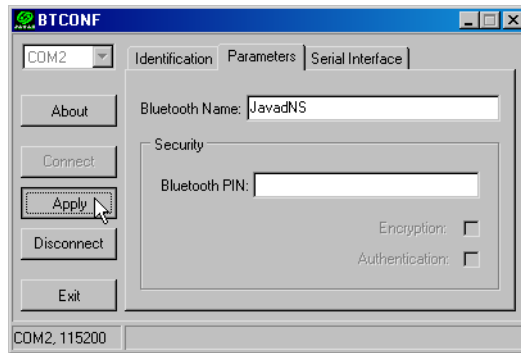 JAVAD
BTCONF
COM2
Identification
Parameters
Serial Interface
About
Bluetooth Name: JavadNS
Security
Connect
Bluetooth PIN:
Apply
Encryption:
Disconnect
Authentication:
Exit
COM2, 115200